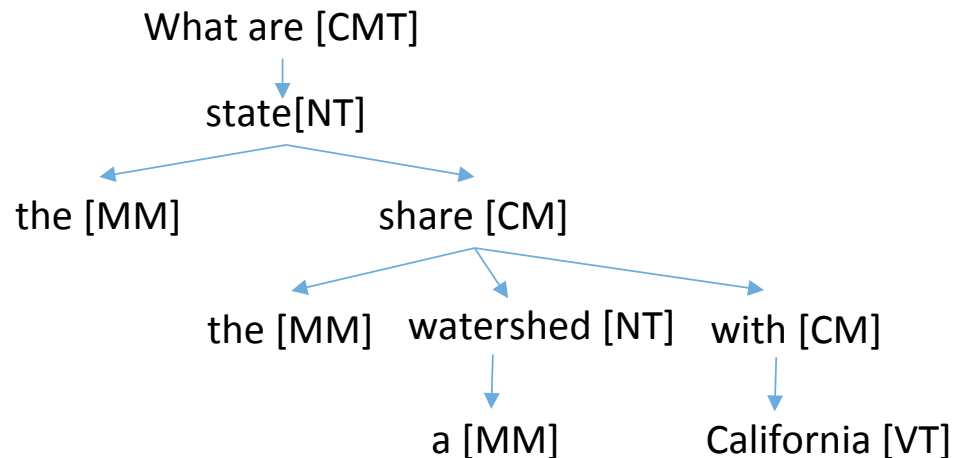 What are [CMT]
state[NT]
the [MM] share [CM]
the [MM] watershed [NT] with [CM]
a [MM] California [VT]